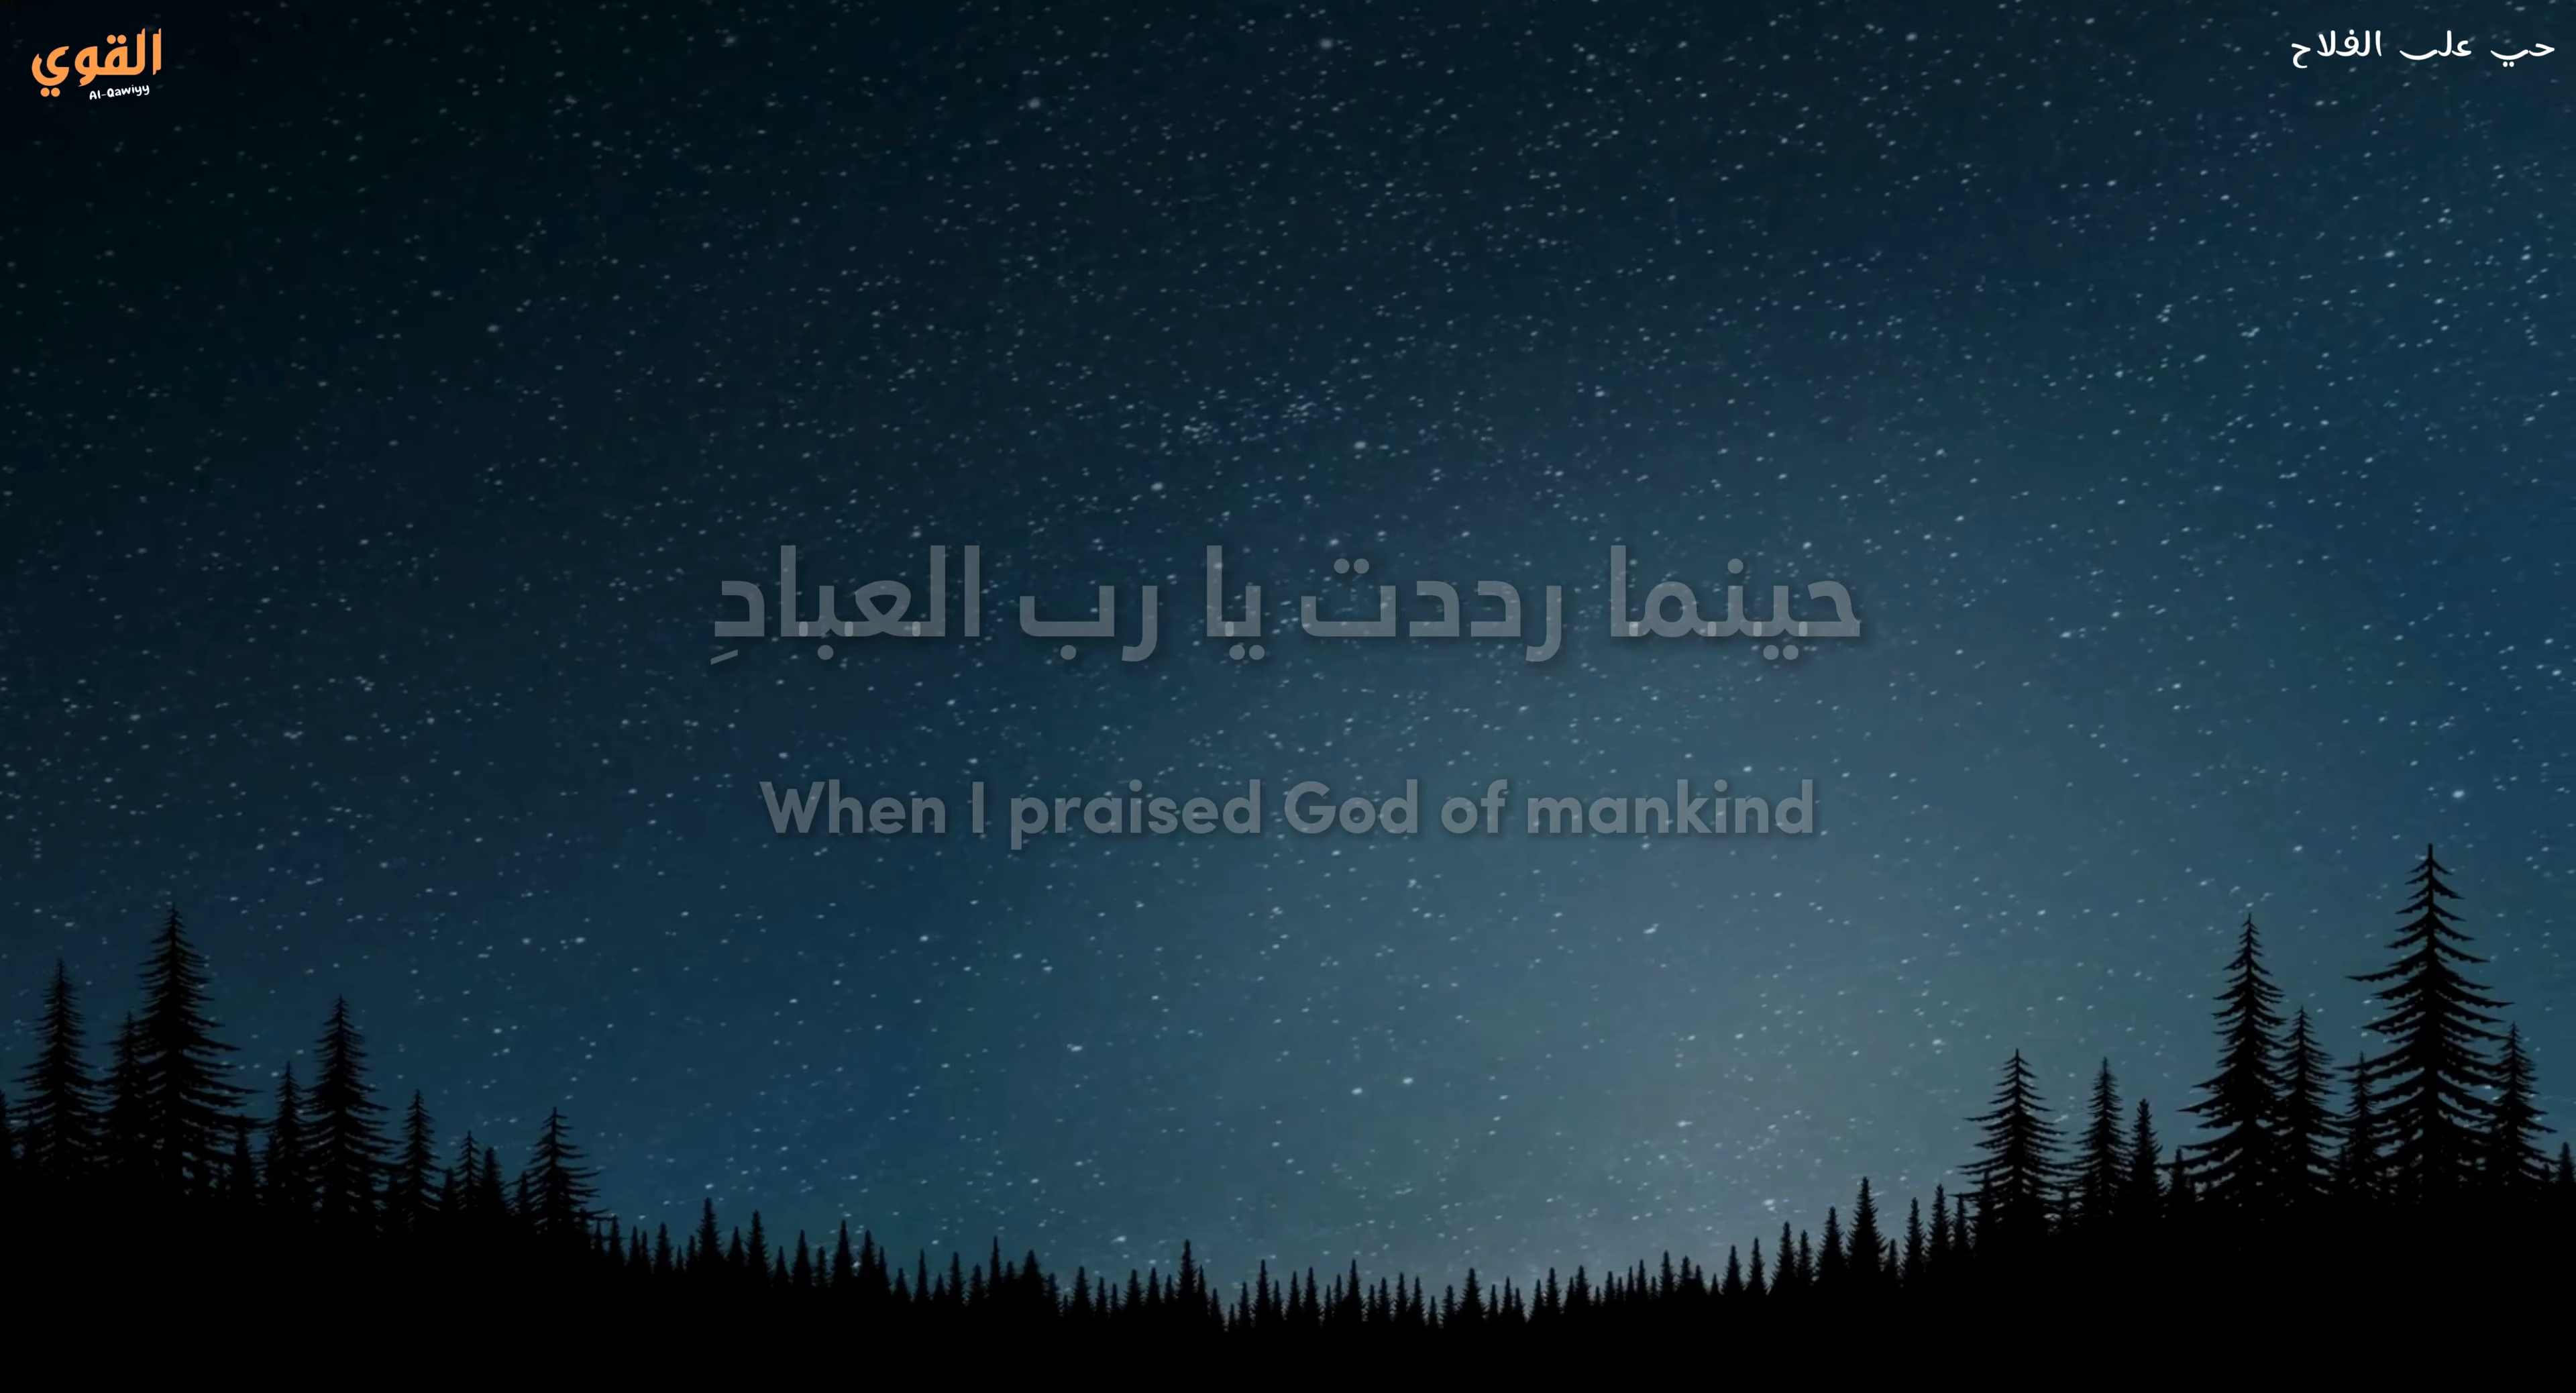 القوي
Al-Qawiyy
حي على الفلاح
حينما رددت يا رب العبادِ
When I praised God of mankind